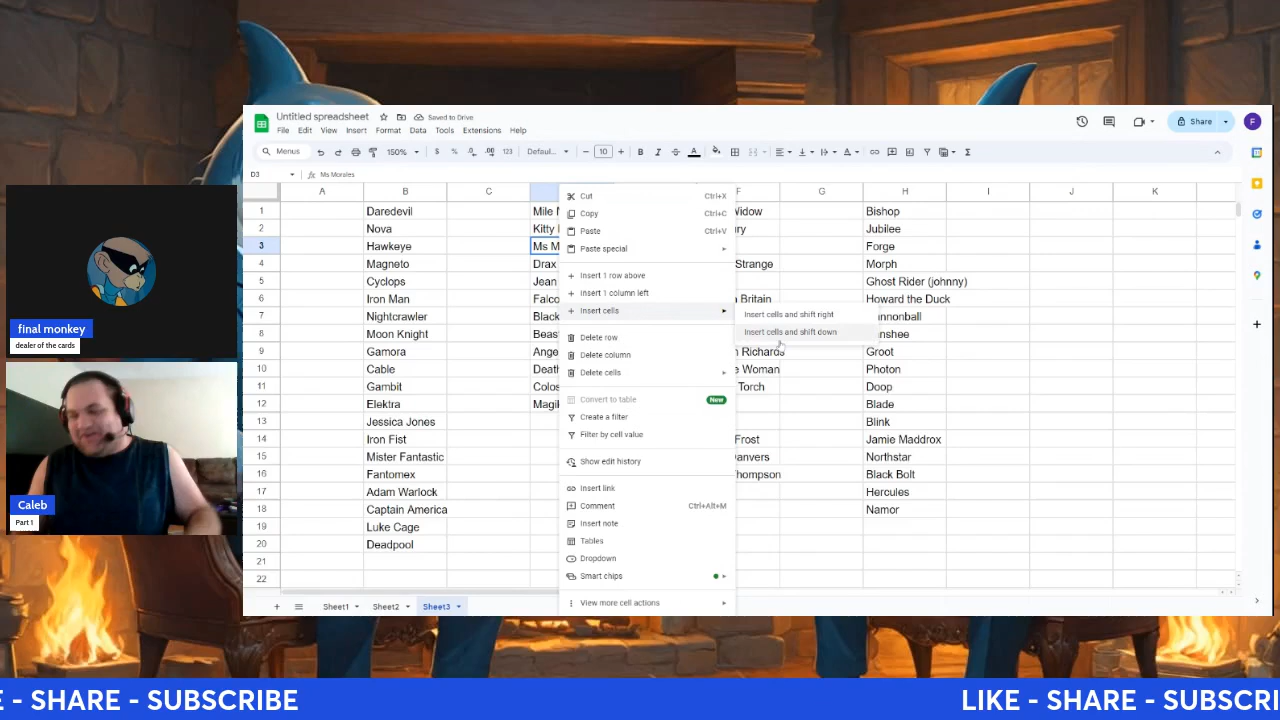 Untitled spreadsheet
Saved to Drive
File Edit View Insert Format Data Tools Extensions Help
Share
F
Menus
150%
$ % .0 .00 123
Defaul...
10
B I A
D3
fx Ms Morales
A B C F G H I J K
1 Daredevil Mile Widow Bishop
2 Nova Kitty Jubilee
3 Hawkeye Ms M Forge
4 Magneto Drax Strange Morph
5 Cyclops Jean Ghost Rider (johnny)
6 Iron Man Falco Britain Howard the Duck
7 Nightcrawler Black
8 Moon Knight Beas
9 Gamora Ange Richards Groot
10 Cable Death Woman Photon
11 Gambit Colos Torch Doop
12 Elektra Magi Blade
13 Jessica Jones Blink
14 Iron Fist Frost Jamie Maddrox
15 Mister Fantastic Northstar
16 Fantomex Thompson Black Bolt
17 Adam Warlock Hercules
18 Captain America Namor
19 Luke Cage
20 Deadpool
21
22
Cut Ctrl+X
Copy Ctrl+C
Paste Ctrl+V
Paste special
Insert 1 row above
Insert 1 column left
Insert cells
Insert cells and shift right
Insert cells and shift down
Delete row
Delete column
Delete cells
Convert to table New
Create a filter
Filter by cell value
Show edit history
Insert link
Comment Ctrl+Alt+M
Insert note
Tables
Dropdown
Smart chips
View more cell actions
Sheet1
Sheet2
Sheet3
final monkey
dealer of the cards
Caleb
Part 1
E - SHARE - SUBSCRIBE
LIKE - SHARE - SUBSCRI